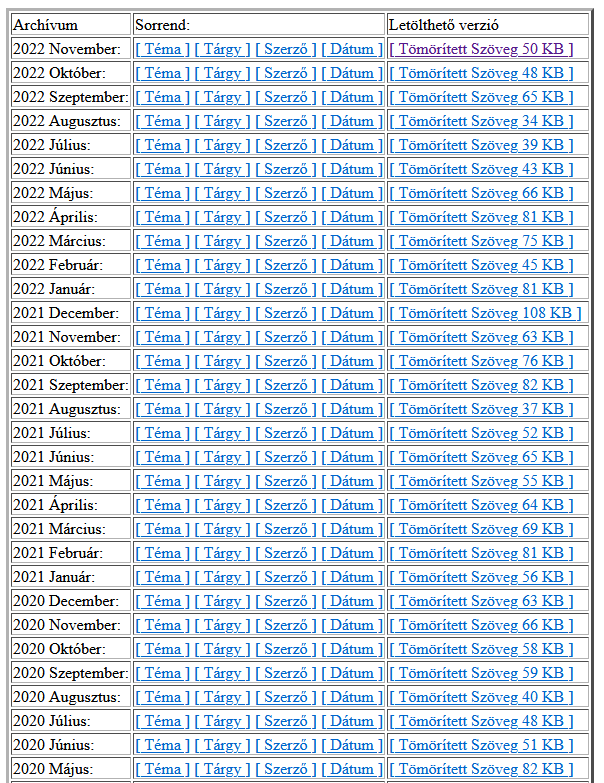 Archívum Sorrend: Letölthető verzió
2022 November: [ Téma ] [ Tárgy ] [ Szerző ] [ Dátum ] [ Tömörített Szöveg 50 KB ]
2022 Október: [ Téma ] [ Tárgy ] [ Szerző ] [ Dátum ] [ Tömörített Szöveg 48 KB ]
2022 Szeptember: [ Téma ] [ Tárgy ] [ Szerző ] [ Dátum ] [ Tömörített Szöveg 65 KB ]
2022 Augusztus: [ Téma ] [ Tárgy ] [ Szerző ] [ Dátum ] [ Tömörített Szöveg 34 KB ]
2022 Július: [ Téma ] [ Tárgy ] [ Szerző ] [ Dátum ] [ Tömörített Szöveg 39 KB ]
2022 Június: [ Téma ] [ Tárgy ] [ Szerző ] [ Dátum ] [ Tömörített Szöveg 43 KB ]
2022 Május: [ Téma ] [ Tárgy ] [ Szerző ] [ Dátum ] [ Tömörített Szöveg 66 KB ]
2022 Április: [ Téma ] [ Tárgy ] [ Szerző ] [ Dátum ] [ Tömörített Szöveg 81 KB ]
2022 Március: [ Téma ] [ Tárgy ] [ Szerző ] [ Dátum ] [ Tömörített Szöveg 75 KB ]
2022 Február: [ Téma ] [ Tárgy ] [ Szerző ] [ Dátum ] [ Tömörített Szöveg 45 KB ]
2022 Január: [ Téma ] [ Tárgy ] [ Szerző ] [ Dátum ] [ Tömörített Szöveg 81 KB ]
2021 December: [ Téma ] [ Tárgy ] [ Szerző ] [ Dátum ] [ Tömörített Szöveg 108 KB ]
2021 November: [ Téma ] [ Tárgy ] [ Szerző ] [ Dátum ] [ Tömörített Szöveg 63 KB ]
2021 Október: [ Téma ] [ Tárgy ] [ Szerző ] [ Dátum ] [ Tömörített Szöveg 76 KB ]
2021 Szeptember: [ Téma ] [ Tárgy ] [ Szerző ] [ Dátum ] [ Tömörített Szöveg 82 KB ]
2021 Augusztus: [ Téma ] [ Tárgy ] [ Szerző ] [ Dátum ] [ Tömörített Szöveg 37 KB ]
2021 Július: [ Téma ] [ Tárgy ] [ Szerző ] [ Dátum ] [ Tömörített Szöveg 52 KB ]
2021 Június: [ Téma ] [ Tárgy ] [ Szerző ] [ Dátum ] [ Tömörített Szöveg 65 KB ]
2021 Május: [ Téma ] [ Tárgy ] [ Szerző ] [ Dátum ] [ Tömörített Szöveg 55 KB ]
2021 Április: [ Téma ] [ Tárgy ] [ Szerző ] [ Dátum ] [ Tömörített Szöveg 64 KB ]
2021 Március: [ Téma ] [ Tárgy ] [ Szerző ] [ Dátum ] [ Tömörített Szöveg 69 KB ]
2021 Február: [ Téma ] [ Tárgy ] [ Szerző ] [ Dátum ] [ Tömörített Szöveg 81 KB ]
2021 Január: [ Téma ] [ Tárgy ] [ Szerző ] [ Dátum ] [ Tömörített Szöveg 56 KB ]
2020 December: [ Téma ] [ Tárgy ] [ Szerző ] [ Dátum ] [ Tömörített Szöveg 63 KB ]
2020 November: [ Téma ] [ Tárgy ] [ Szerző ] [ Dátum ] [ Tömörített Szöveg 66 KB ]
2020 Október: [ Téma ] [ Tárgy ] [ Szerző ] [ Dátum ] [ Tömörített Szöveg 58 KB ]
2020 Szeptember: [ Téma ] [ Tárgy ] [ Szerző ] [ Dátum ] [ Tömörített Szöveg 59 KB ]
2020 Augusztus: [ Téma ] [ Tárgy ] [ Szerző ] [ Dátum ] [ Tömörített Szöveg 40 KB ]
2020 Július: [ Téma ] [ Tárgy ] [ Szerző ] [ Dátum ] [ Tömörített Szöveg 48 KB ]
2020 Június: [ Téma ] [ Tárgy ] [ Szerző ] [ Dátum ] [ Tömörített Szöveg 51 KB ]
2020 Május: [ Téma ] [ Tárgy ] [ Szerző ] [ Dátum ] [ Tömörített Szöveg 82 KB ]